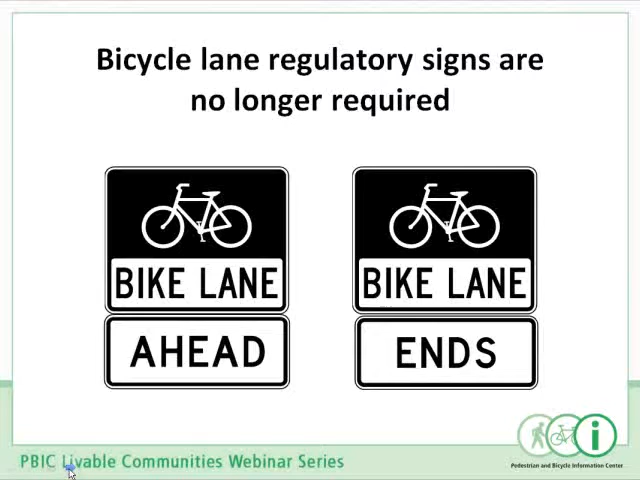 Bicycle lane regulatory signs are
no longer required
BIKE LANE
AHEAD
BIKE LANE
ENDS
PBIC Livable Communities Webinar Series
i
Pedestrian and Bicycle Information Center